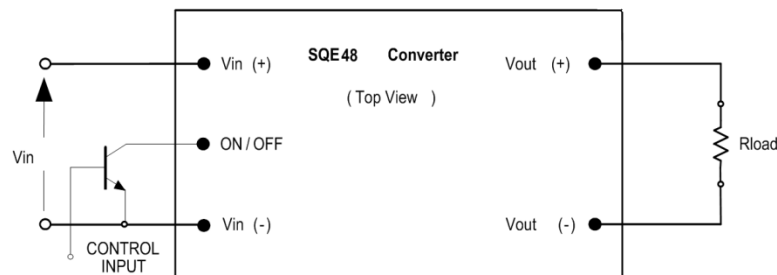 SQE48 Converter
(Top View)
Vin (+)
Vout (+)
ON / OFF
Vin
Rload
Vin (-)
Vout (-)
CONTROL
INPUT